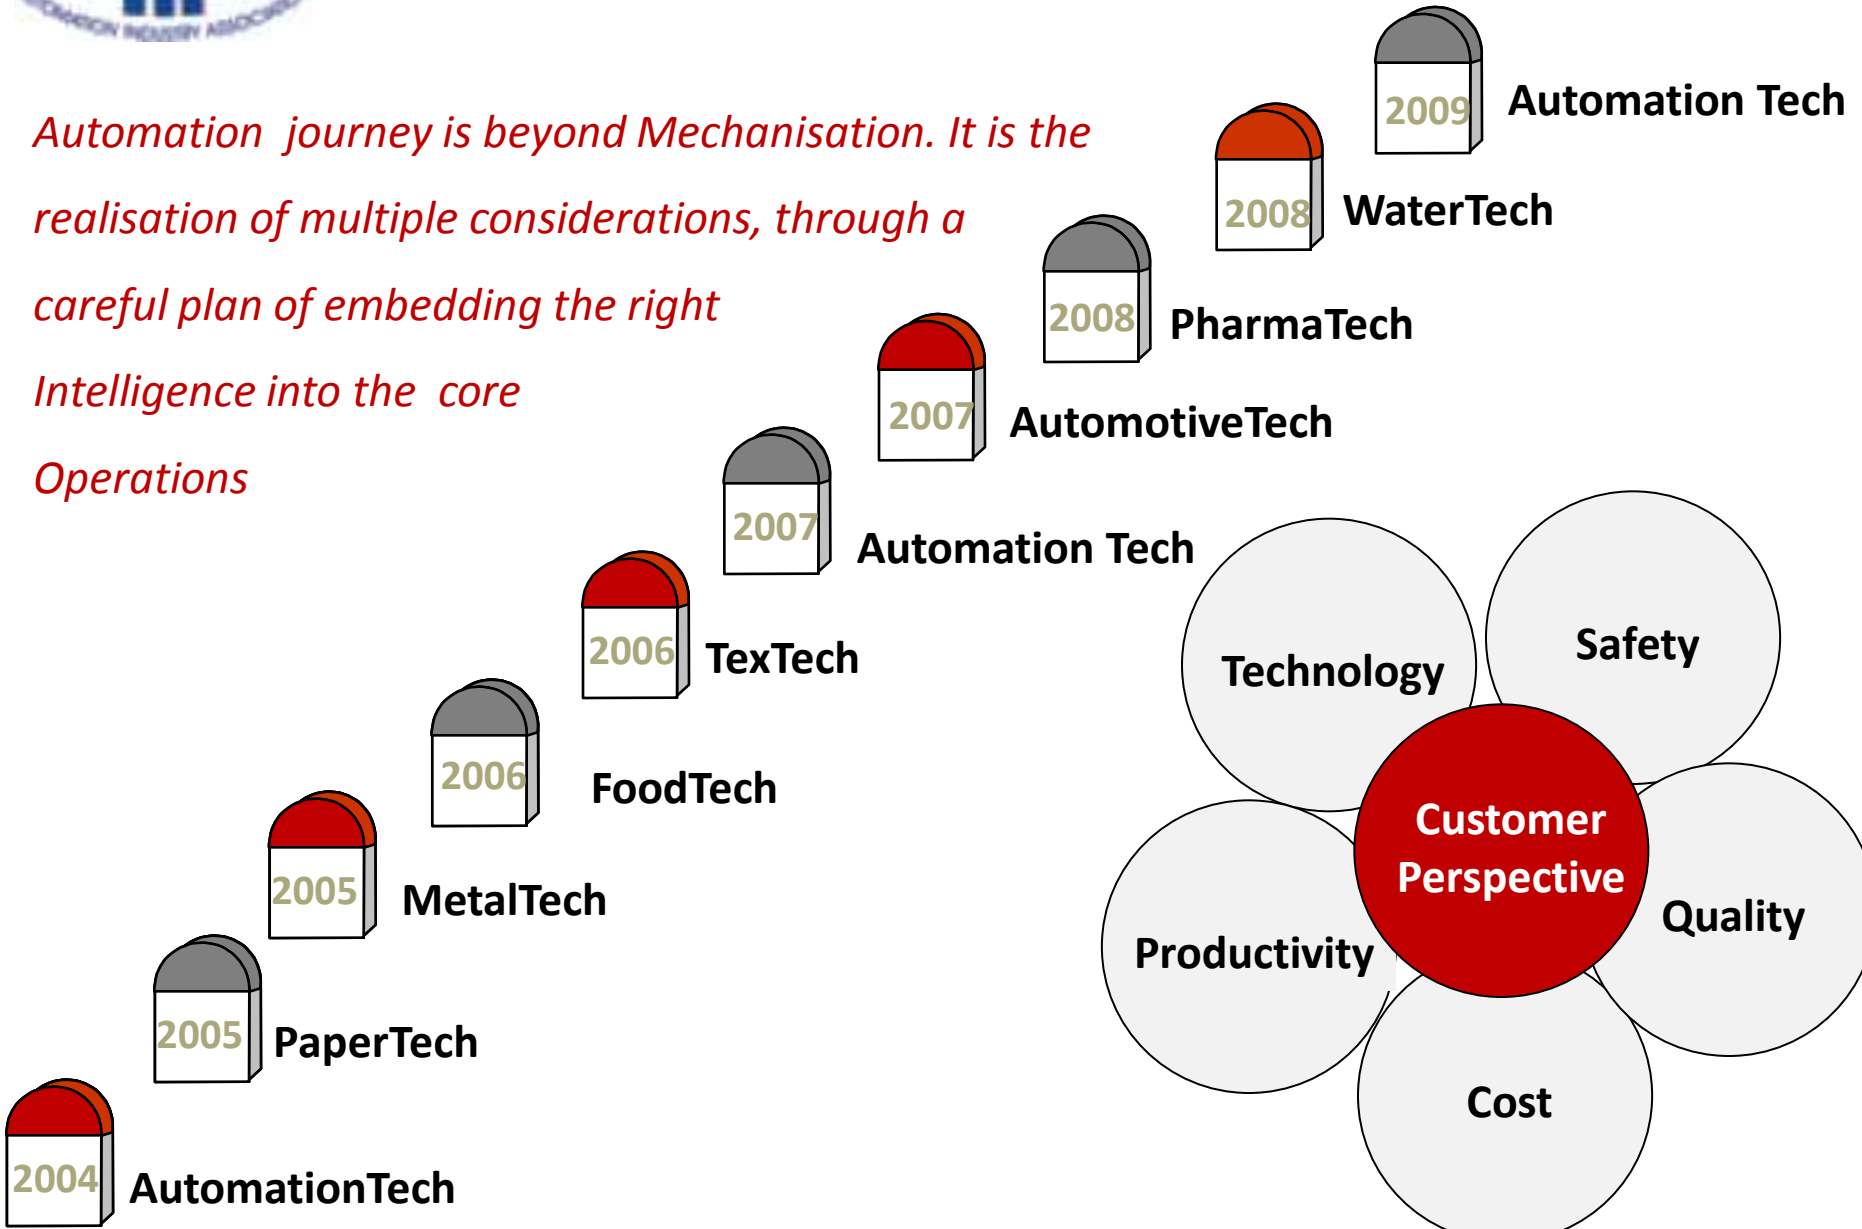 INDUSTRY
Automation journey is beyond Mechanisation. It is the
realisation of multiple considerations, through a
careful plan of embedding the right
Intelligence into the core
Operations
2009 Automation Tech
2008 WaterTech
2008 PharmaTech
2007 AutomotiveTech
2007 Automation Tech
2006 TexTech
2006 FoodTech
2005 MetalTech
2005 PaperTech
2004 AutomationTech
Technology
Safety
Customer
Perspective
Quality
Productivity
Cost